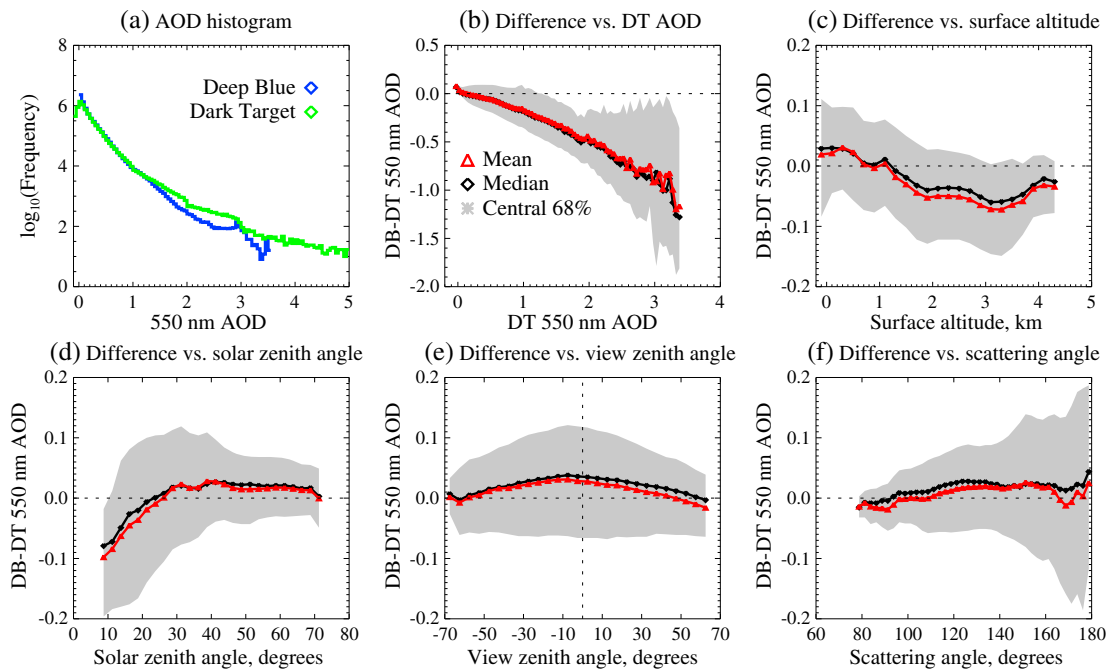 (a) AOD histogram
(b) Difference vs. DT AOD
(c) Difference vs. surface altitude
8
6
4
2
0
log10(Frequency)
Deep Blue
Dark Target
0 1 2 3 4 5
550 nm AOD
0.5
0.0
-0.5
-1.0
-1.5
-2.0
DB-DT 550 nm AOD
Mean
Median
Central 68%
0 1 2 3 4
DT 550 nm AOD
0.2
0.1
0.0
-0.1
-0.2
DB-DT 550 nm AOD
0 1 2 3 4 5
Surface altitude, km
(d) Difference vs. solar zenith angle
(e) Difference vs. view zenith angle
(f) Difference vs. scattering angle
0.2
0.1
0.0
-0.1
-0.2
DB-DT 550 nm AOD
0 10 20 30 40 50 60 70 80
Solar zenith angle, degrees
0.2
0.1
0.0
-0.1
-0.2
DB-DT 550 nm AOD
-70 -50 -30 -10 10 30 50 70
View zenith angle, degrees
0.2
0.1
0.0
-0.1
-0.2
DB-DT 550 nm AOD
60 80 100 120 140 160 180
Scattering angle, degrees